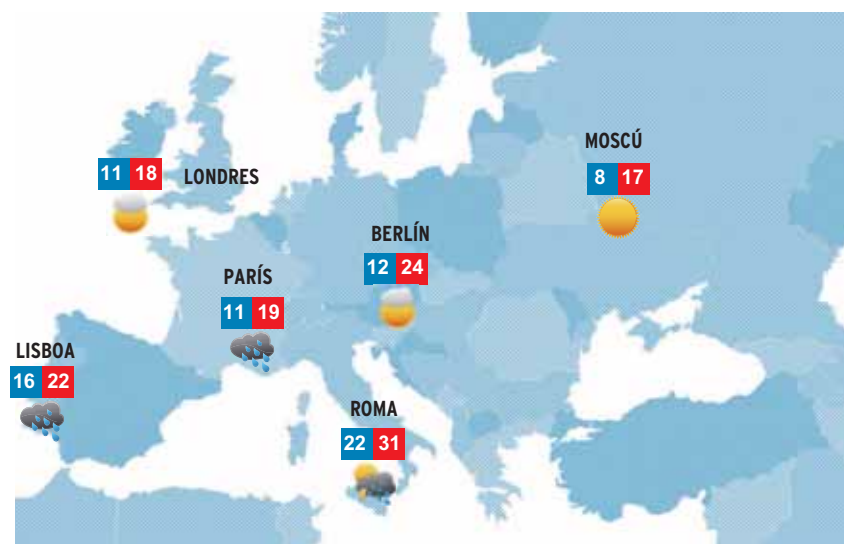 MOSCÚ
8 17
11 18
LONDRES
BERLÍN
12 24
PARÍS
11 19
LISBOA
16 22
ROMA
22 31